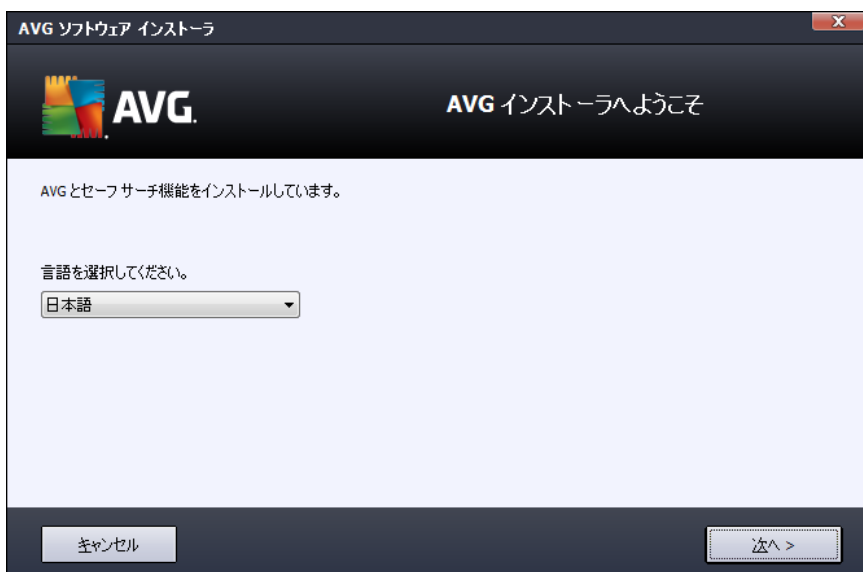 AVG ソフトウェア インストーラ
X
AVG.
AVG インストーラへようこそ
AVG とセーフ サーチ機能をインストールしています。
言語を選択してください。
日本語
キャンセル
次へ >